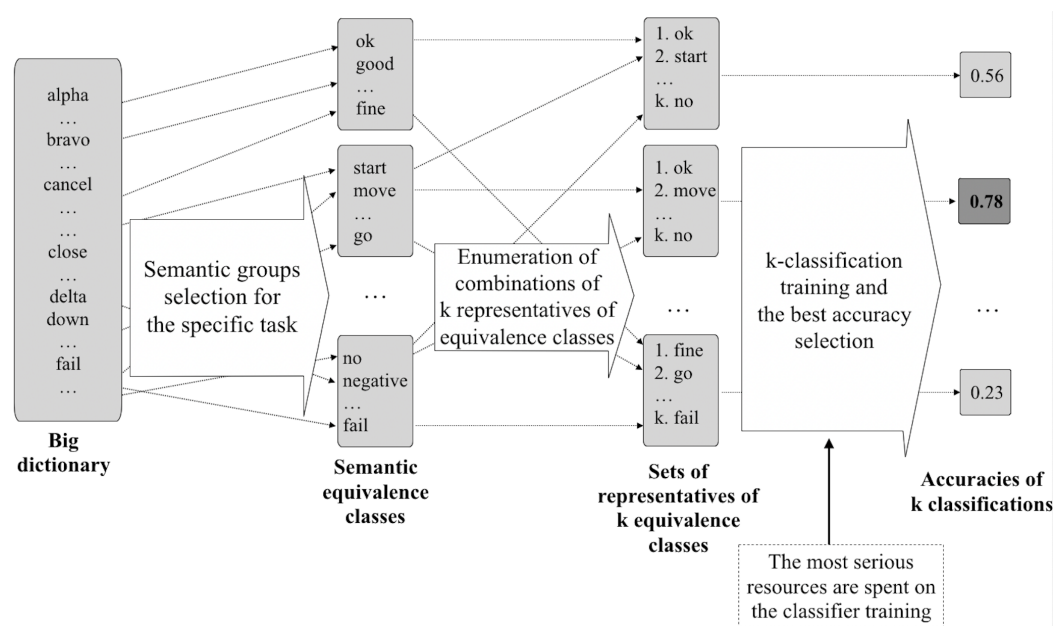 alpha
…
bravo
…
cancel
…
…
close
…
delta
down
…
fail
…
Big
dictionary
Semantic groups
selection for
the specific task
ok
good
…
fine
start
move
…
go
…
no
negative
…
fail
Semantic
equivalence
classes
Enumeration of
combinations of
k representatives of
equivalence classes
1. ok
2. start
…
k. no
1. ok
2. move
…
k. no
…
1. fine
2. go
…
k. fail
Sets of
representatives of
k equivalence
classes
k-classification
training and
the best accuracy
selection
The most serious
resources are spent on
the classifier training
0.56
0.78
…
0.23
Accuracies of
k classifications